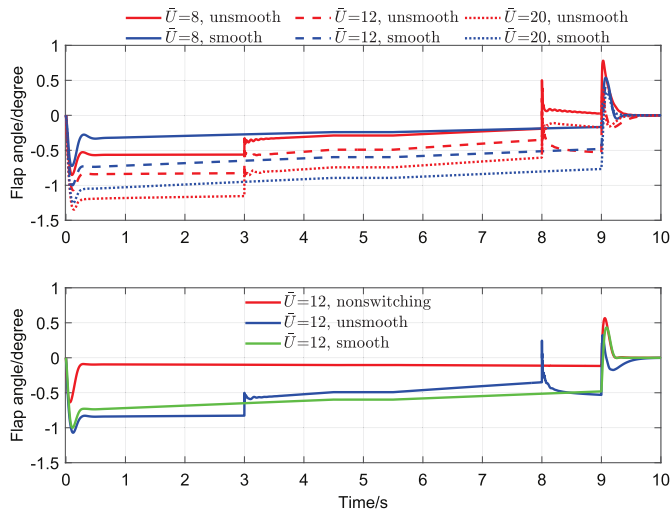 Ū=8, unsmooth Ū=12, unsmooth Ū=20, unsmooth
Ū=8, smooth Ū=12, smooth Ū=20, smooth
Flap angle/degree
1
0.5
0
-0.5
-1
-1.5
0 1 2 3 4 5 6 7 8 9 10
Ū=12, nonswitching
Ū=12, unsmooth
Ū=12, smooth
Flap angle/degree
1
0.5
0
-0.5
-1
-1.5
0 1 2 3 4 5 6 7 8 9 10
Time/s